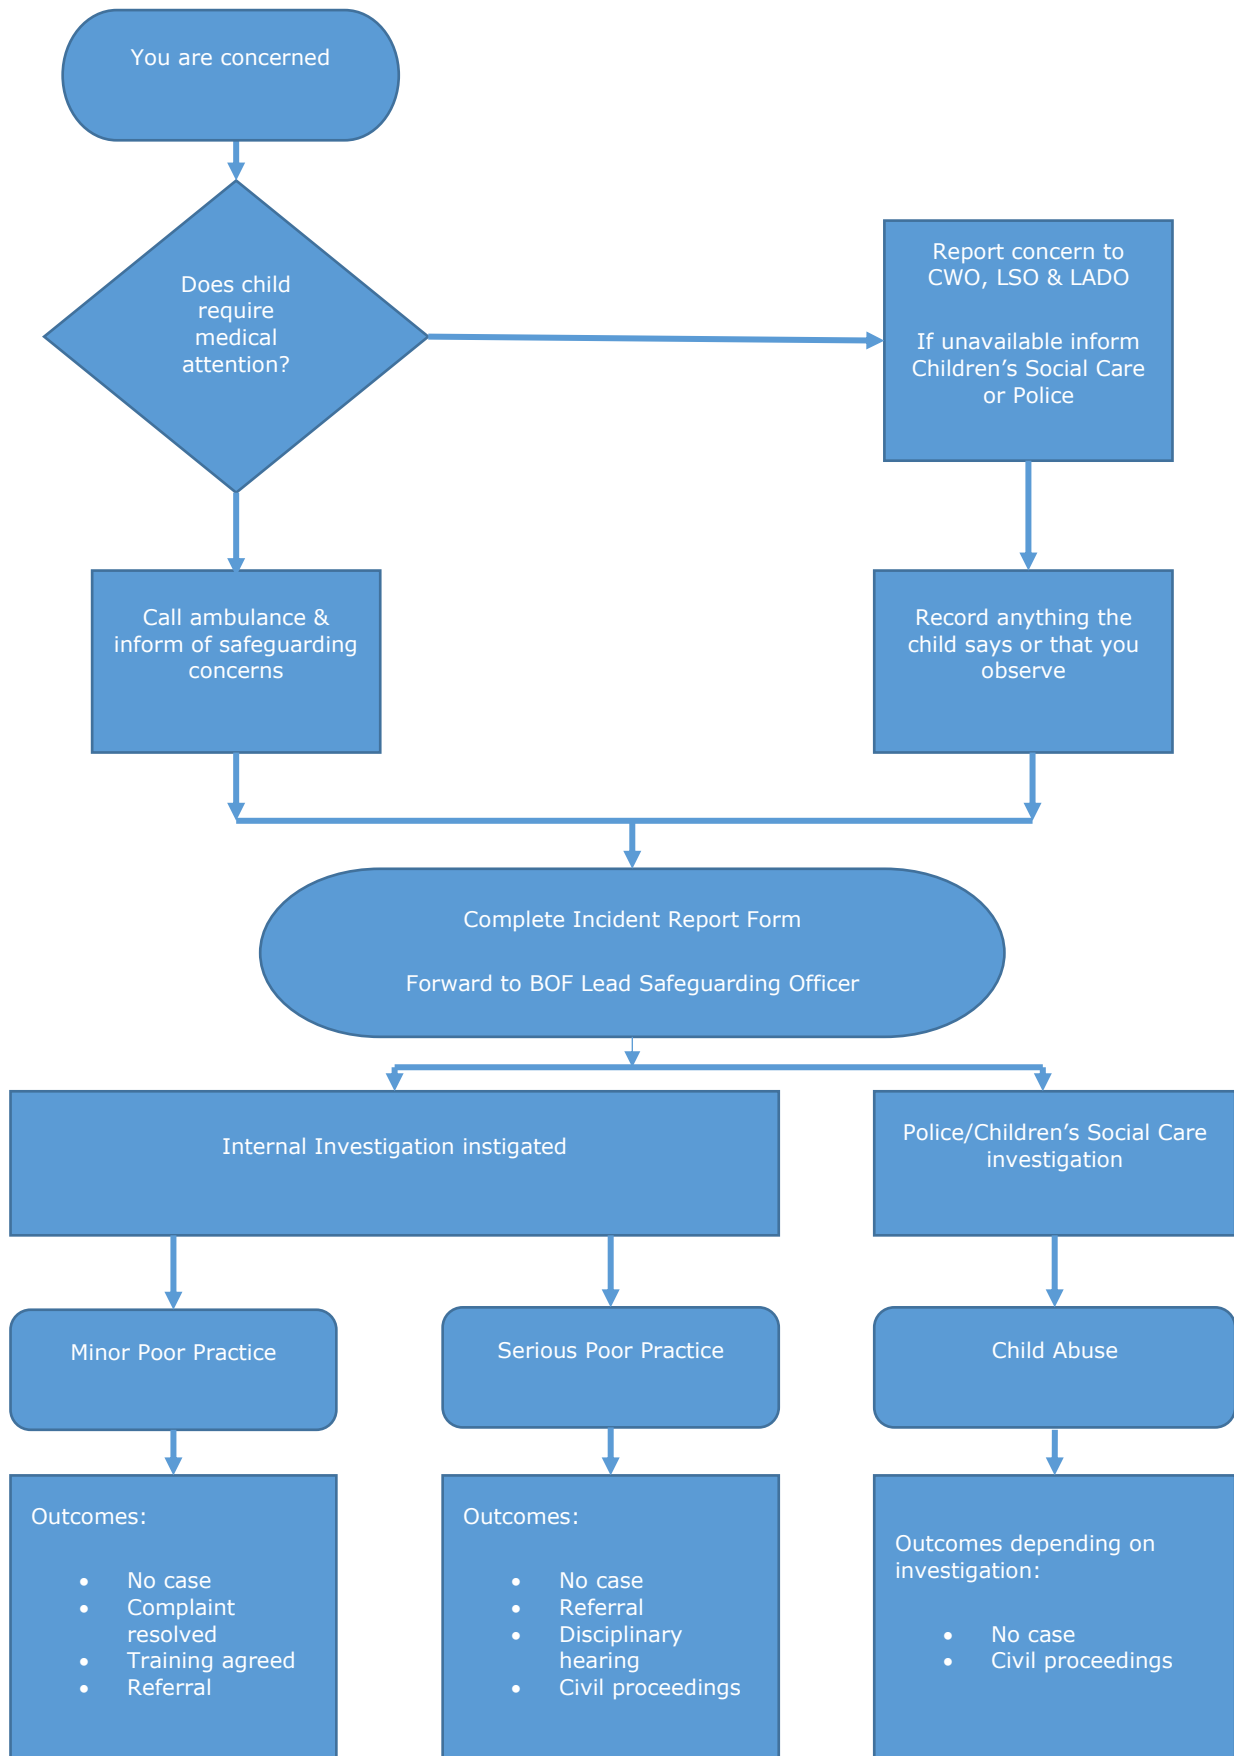 You are concerned
Does child
require
medical
attention?
Report concern to
CWO, LSO & LADO
If unavailable inform
Children’s Social Care
or Police
Call ambulance &
inform of safeguarding
concerns
Record anything the
child says or that you
observe
Complete Incident Report Form
Forward to BOF Lead Safeguarding Officer
Internal Investigation instigated
Police/Children’s Social Care
investigation
Minor Poor Practice
Serious Poor Practice
Child Abuse
Outcomes:
• No case
• Complaint
resolved
• Training agreed
• Referral
Outcomes:
• No case
• Referral
• Disciplinary
hearing
• Civil proceedings
Outcomes depending on
investigation:
• No case
• Civil proceedings